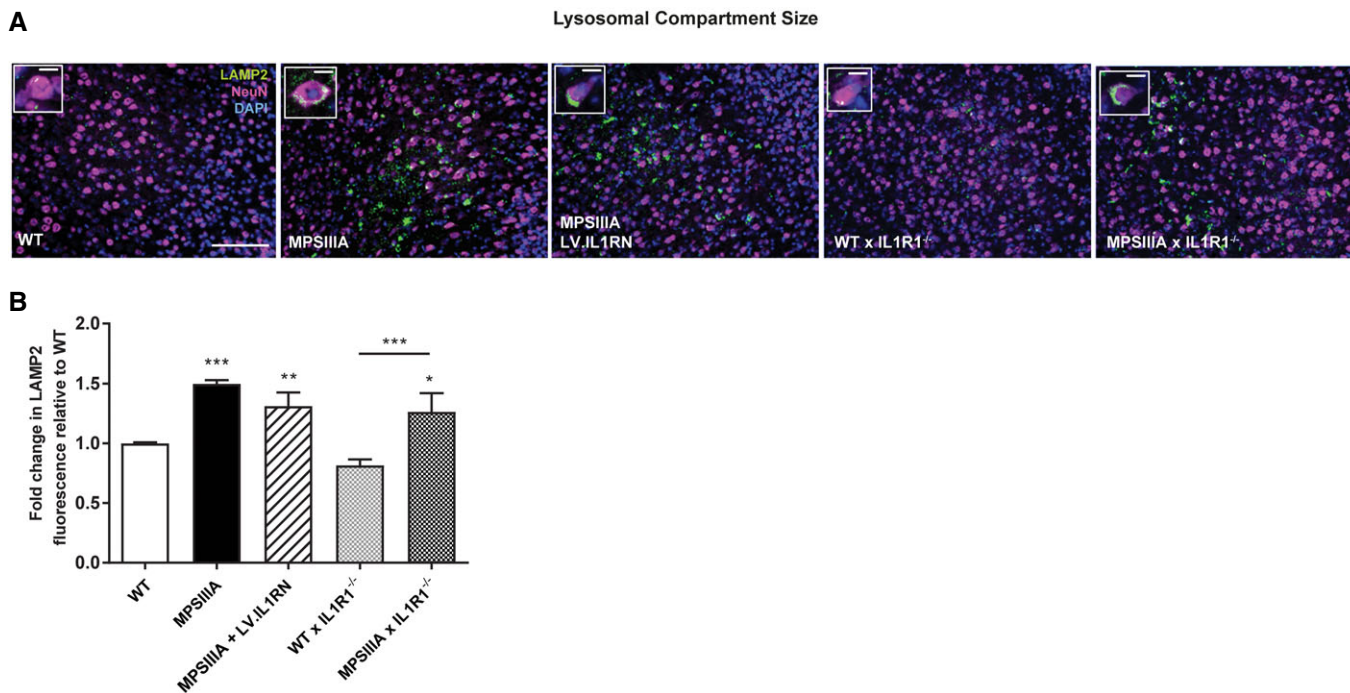 A
Lysosomal Compartment Size
LAMP2
NeuN
DAPI
WT
MPSIIIA
MPSIIIA
LV.IL1RN
WT x IL1R1-/-
MPSIIIA x IL1R1-/-
B
Fold change in LAMP2
fluorescence relative to WT
2.0
1.5
1.0
0.5
0.0
***
**
***
*
WT
MPSIIIA
MPSIIIA + LV.IL1RN
WT x IL1R1-/-
MPSIIIA x IL1R1-/-